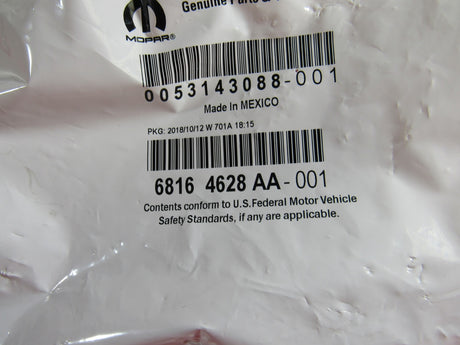 Genuine Parts &
MOPAR®
0053143088-001
Made In MEXICO
PKG: 2018/10/12 W 701A 18:15
6816 4628 AA-001
Contents conform to U.S.Federal Motor Vehicle
Safety Standards, if any are applicable.